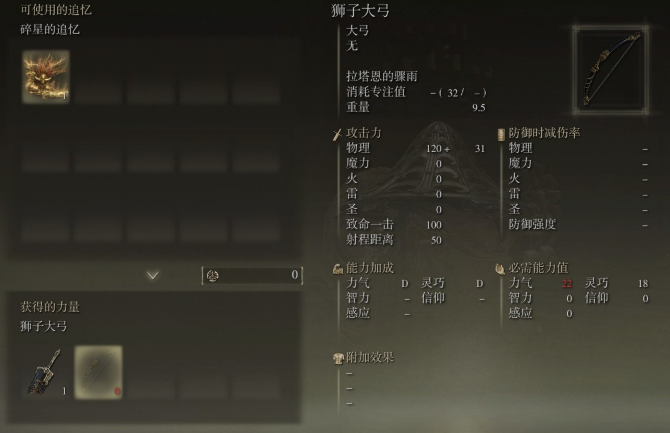 可使用的追忆
碎星的追忆
1
0
获得的力量
狮子大弓
1
0
狮子大弓
大弓
无
拉塔恩的骤雨
消耗专注值 - ( 32 / - )
重量 9.5
攻击力
物理 120 + 31
魔力 0
火 0
雷 0
圣 0
致命一击 100
射程距离 50
防御时减伤率
物理 -
魔力 -
火 -
雷 -
圣 -
防御强度 -
能力加成
力气 D 灵巧 D
智力 - 信仰 -
感应 -
必需能力值
力气 22 灵巧 18
智力 0 信仰 0
感应 0
附加效果
-
-
-